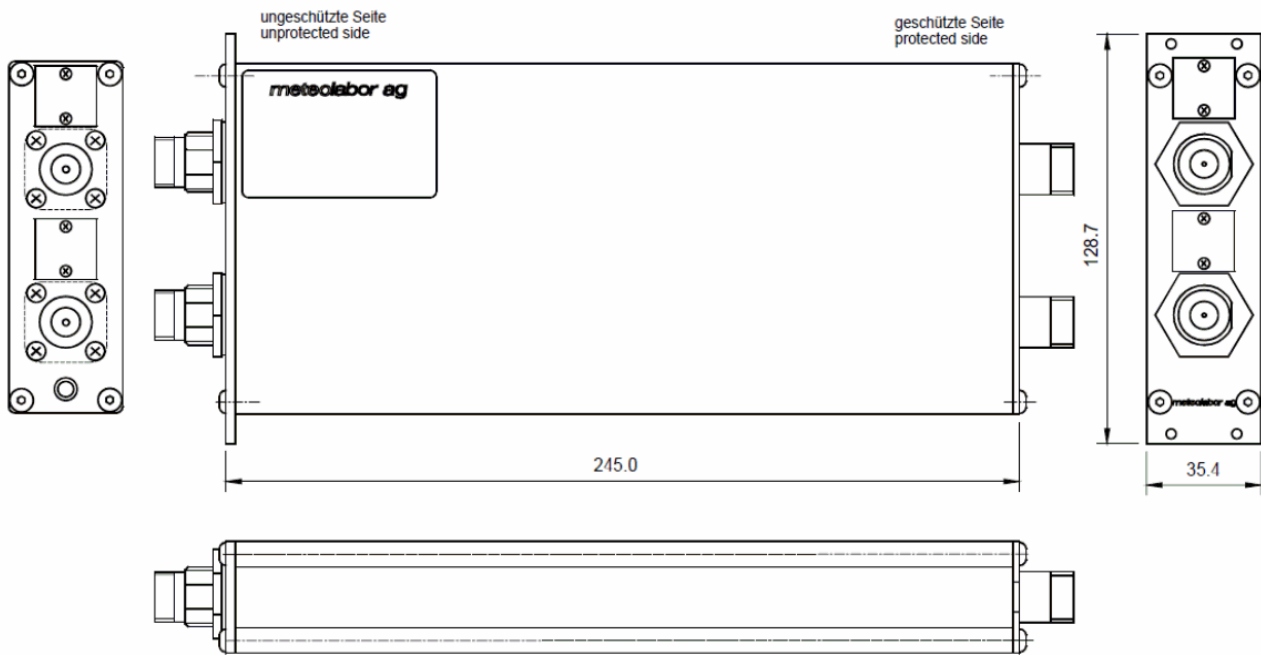 ungeschützte Seite
unprotected side
geschützte Seite
protected side
meteolabor ag
128.7
meteolabor ag
245.0
35.4